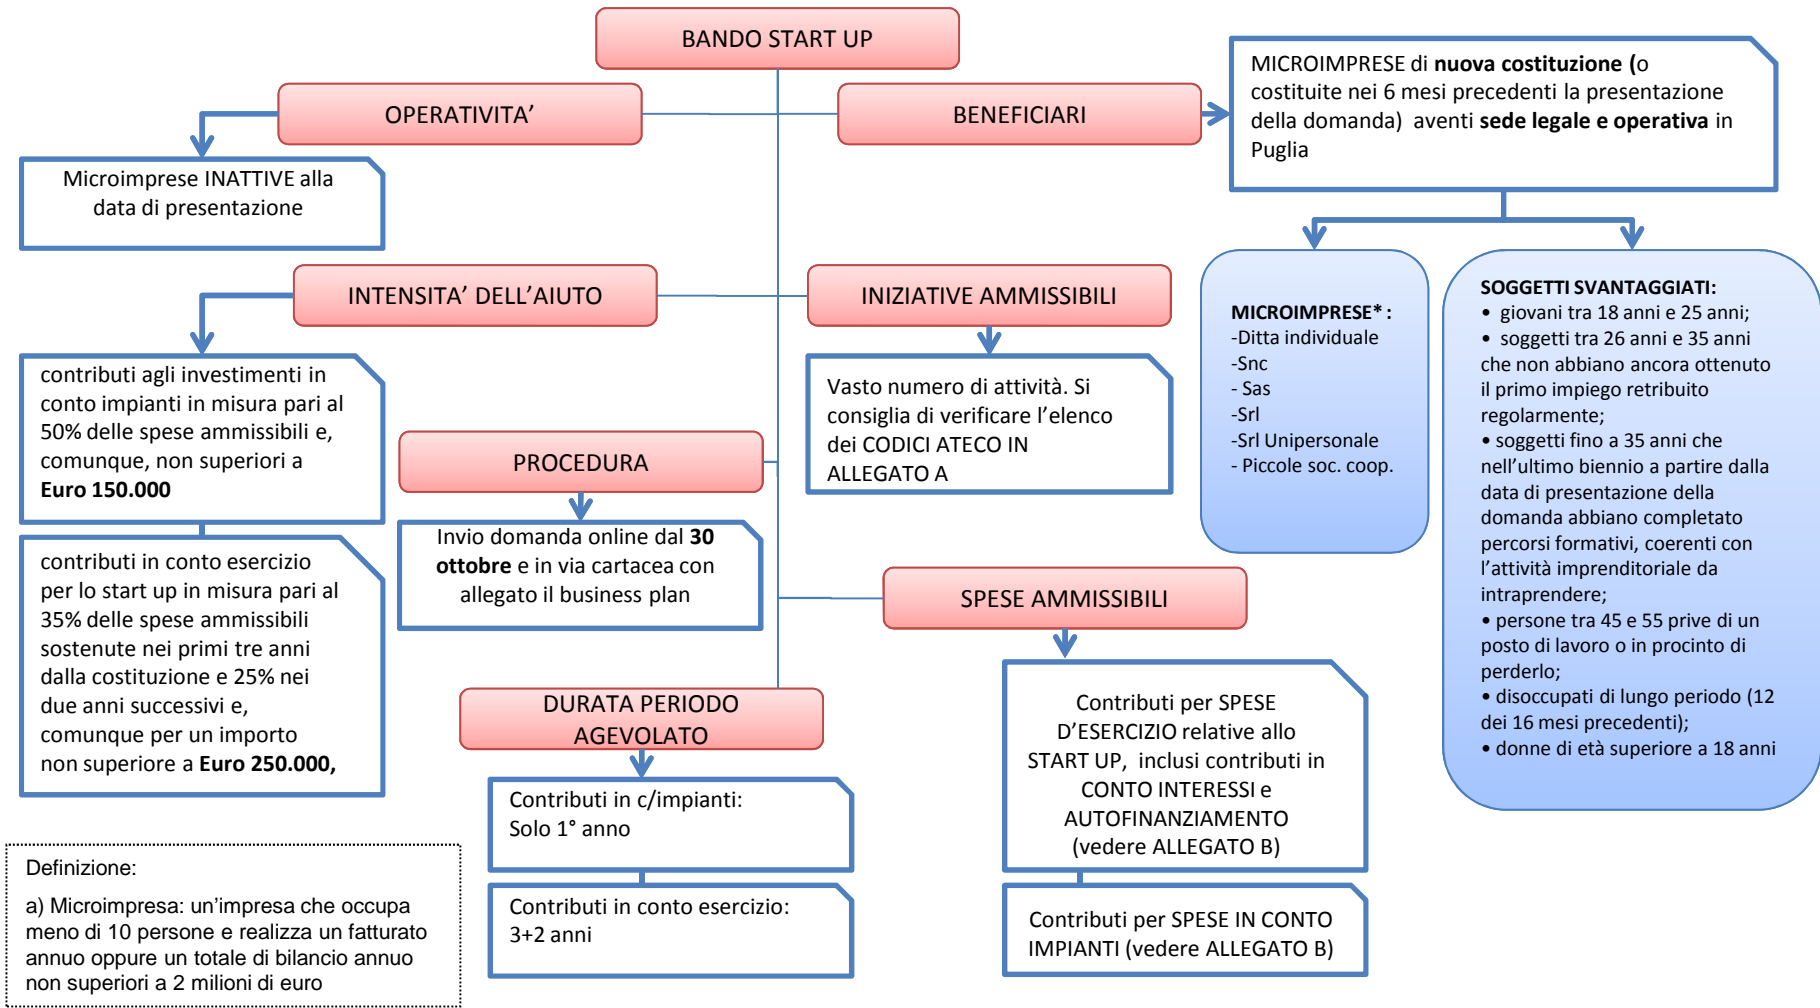 BANDO START UP
OPERATIVITA’
BENEFICIARI
MICROIMPRESE di nuova costituzione (o
costituite nei 6 mesi precedenti la presentazione
della domanda) aventi sede legale e operativa in
Puglia
Microimprese INATTIVE alla
data di presentazione
INTENSITA’ DELL’AIUTO
INIZIATIVE AMMISSIBILI
contributi agli investimenti in
conto impianti in misura pari al
50% delle spese ammissibili e,
comunque, non superiori a
Euro 150.000
contributi in conto esercizio
per lo start up in misura pari al
35% delle spese ammissibili
sostenute nei primi tre anni
dalla costituzione e 25% nei
due anni successivi e,
comunque per un importo
non superiore a Euro 250.000,
Vasto numero di attività. Si
consiglia di verificare l’elenco
dei CODICI ATECO IN
ALLEGATO A
PROCEDURA
Invio domanda online dal 30
ottobre e in via cartacea con
allegato il business plan
MICROIMPRESE* :
-Ditta individuale
-Snc
- Sas
-Srl
-Srl Unipersonale
- Piccole soc. coop.
SOGGETTI SVANTAGGIATI:
• giovani tra 18 anni e 25 anni;
• soggetti tra 26 anni e 35 anni
che non abbiano ancora ottenuto
il primo impiego retribuito
regolarmente;
• soggetti fino a 35 anni che
nell’ultimo biennio a partire dalla
data di presentazione della
domanda abbiano completato
percorsi formativi, coerenti con
l’attività imprenditoriale da
intraprendere;
• persone tra 45 e 55 prive di un
posto di lavoro o in procinto di
perderlo;
• disoccupati di lungo periodo (12
dei 16 mesi precedenti);
• donne di età superiore a 18 anni
SPESE AMMISSIBILI
Contributi per SPESE
D’ESERCIZIO relative allo
START UP, inclusi contributi in
CONTO INTERESSI e
AUTOFINANZIAMENTO
(vedere ALLEGATO B)
Contributi per SPESE IN CONTO
IMPIANTI (vedere ALLEGATO B)
DURATA PERIODO
AGEVOLATO
Contributi in c/impianti:
Solo 1° anno
Contributi in conto esercizio:
3+2 anni
Definizione:
a) Microimpresa: un’impresa che occupa
meno di 10 persone e realizza un fatturato
annuo oppure un totale di bilancio annuo
non superiori a 2 milioni di euro